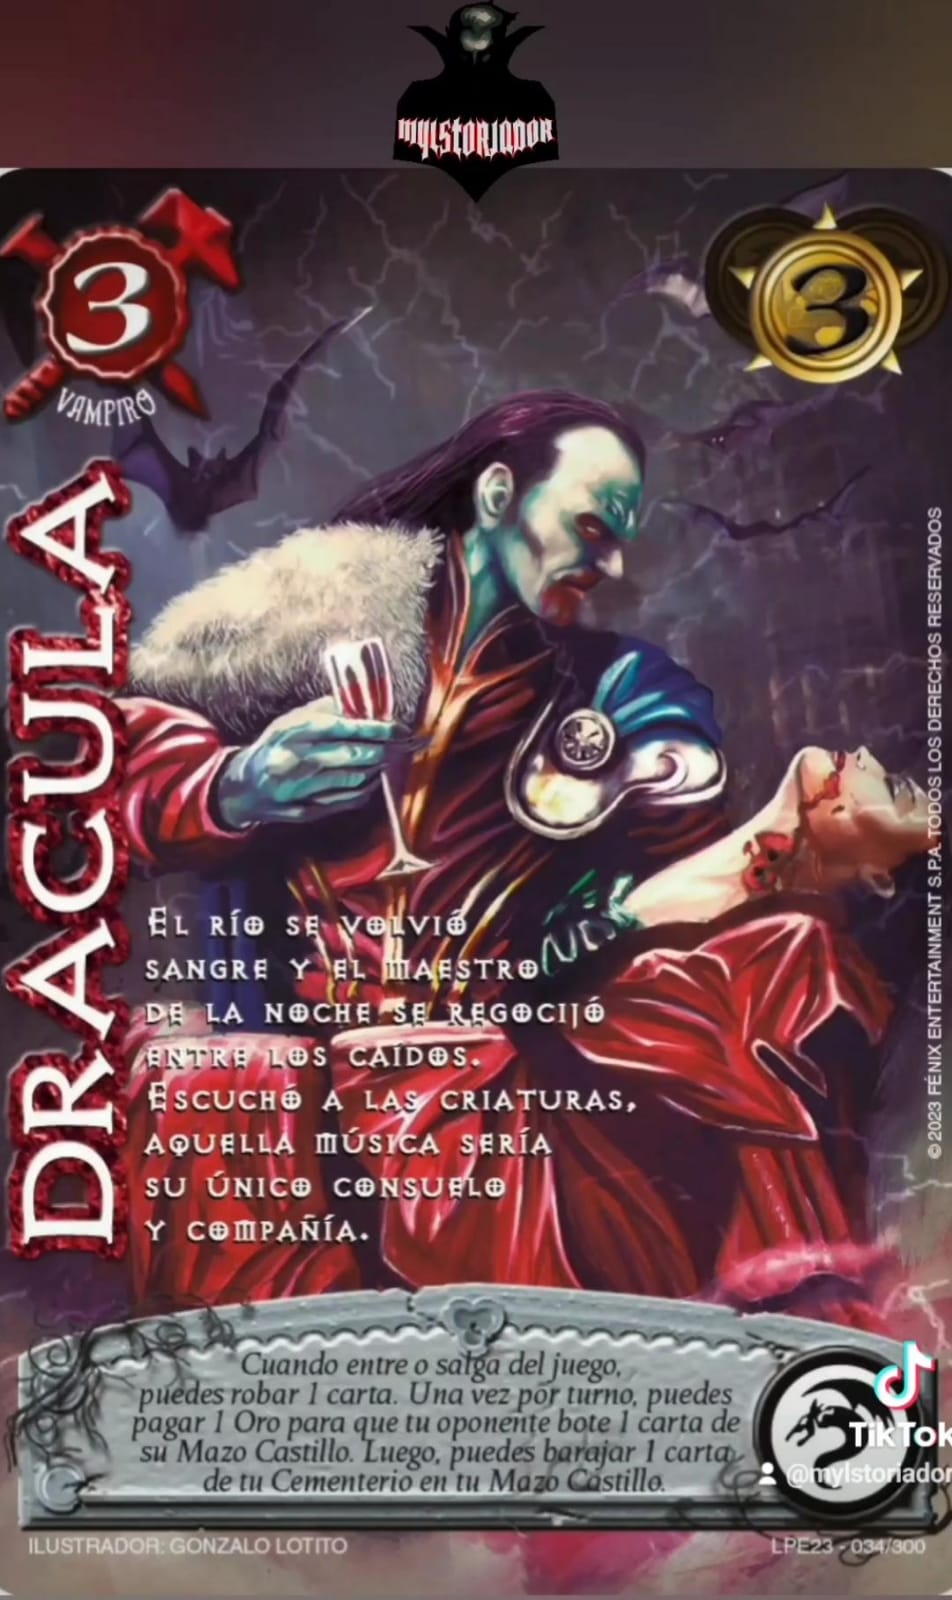 MYLSTORIADOR
3
VAMPIRO
3
DRACULA
El río se volvió
sangre y el maestro
de la noche se regocijó
entre los caídos.
Escuchó a las criaturas,
aquella música sería
su único consuelo
y compañía.
©2023 FÉNIX ENTERTAINMENT S.P.A. TODOS LOS DERECHOS RESERVADOS
Cuando entre o salga del juego,
puedes robar 1 carta. Una vez por turno, puedes
pagar 1 Oro para que tu oponente bote 1 carta de
su Mazo Castillo. Luego, puedes barajar 1 carta
de tu Cementerio en tu Mazo Castillo.
TikTok
@mylstoriador
ILUSTRADOR: GONZALO LOTITO
LPE23 - 034/300